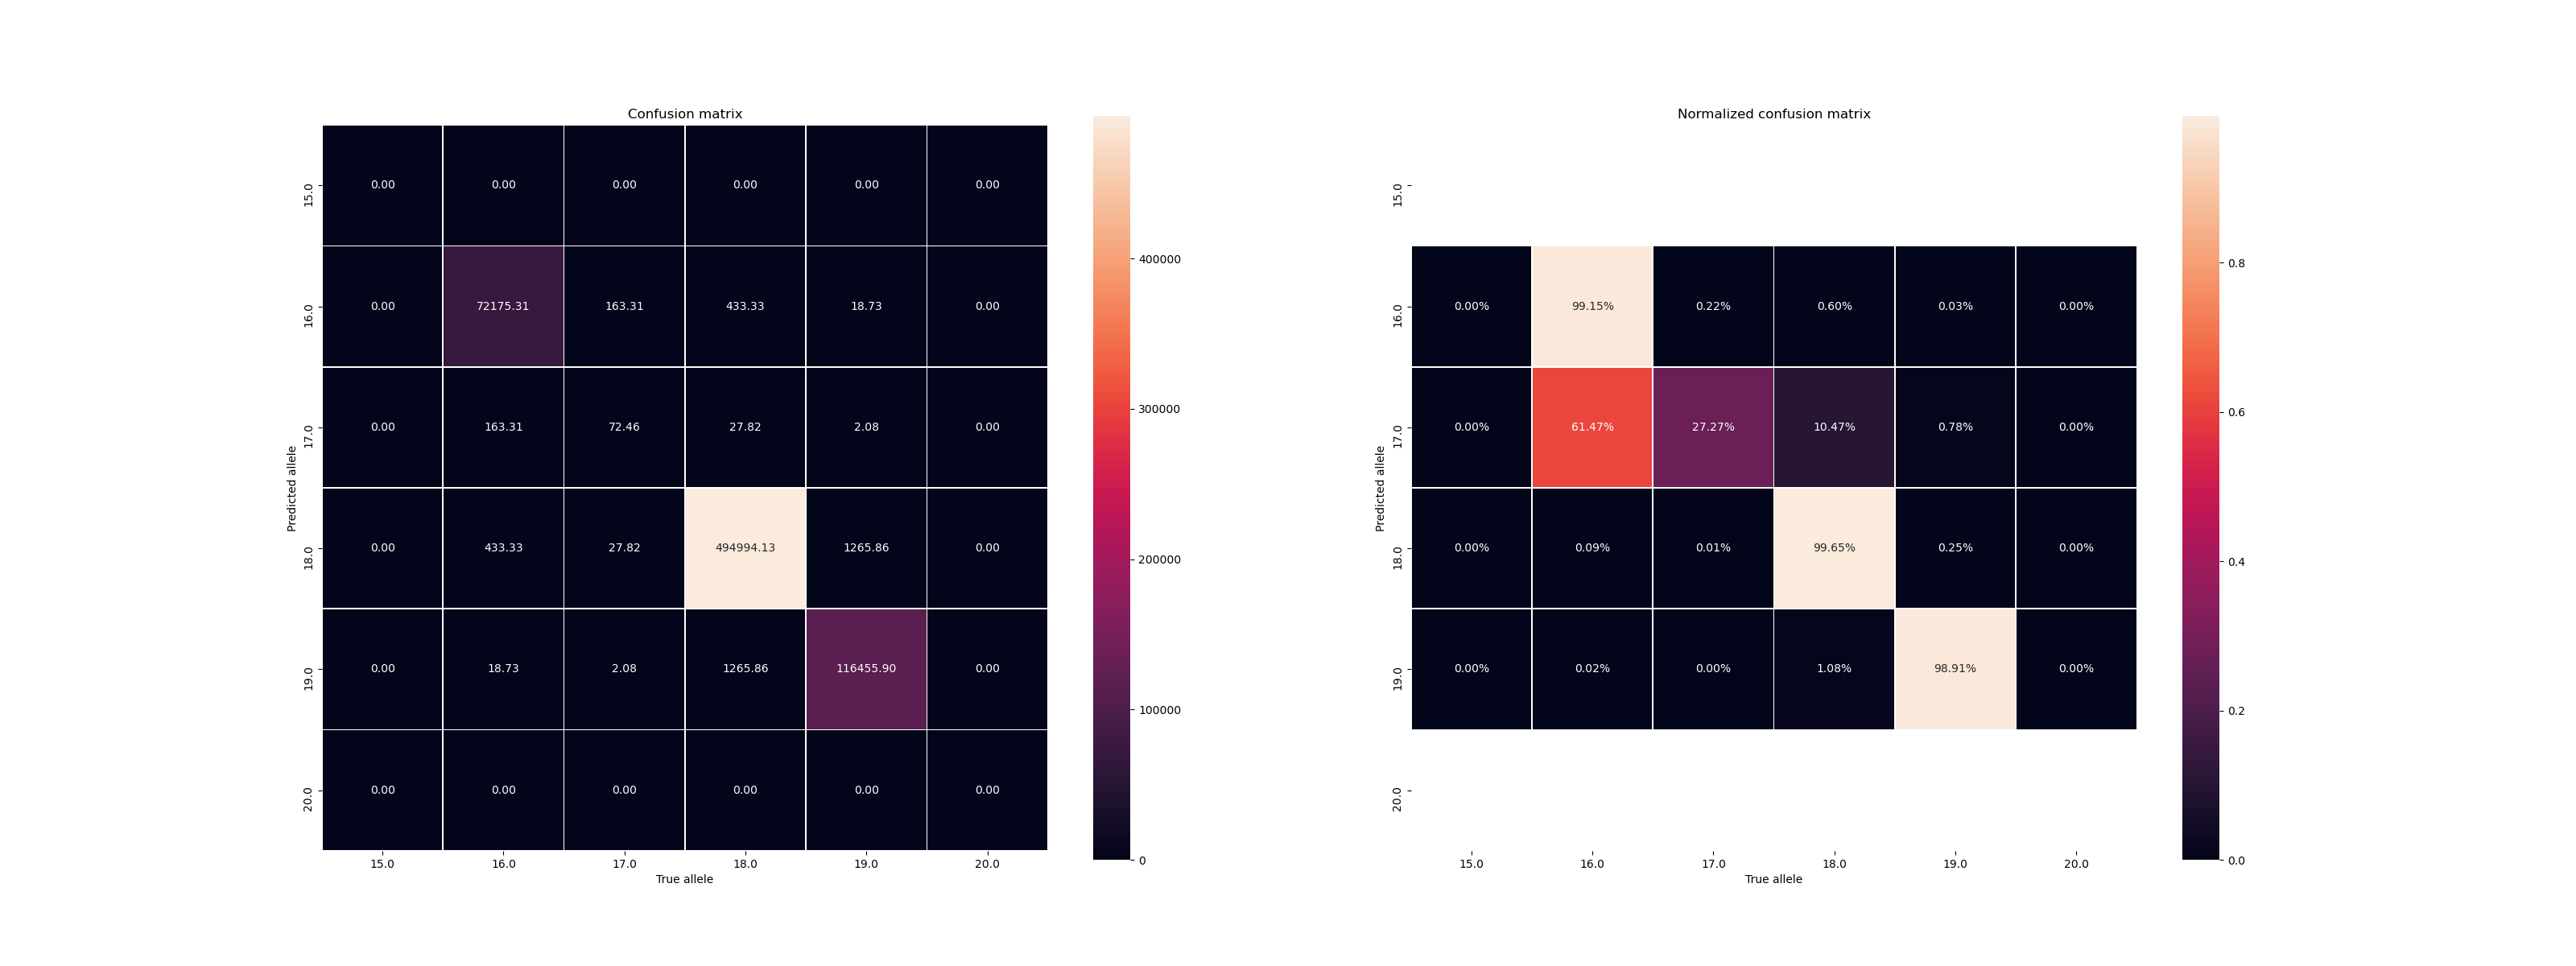 Confusion matrix
15.0 0.00 0.00 0.00 0.00 0.00 0.00
16.0 0.00 72175.31 163.31 433.33 18.73 0.00
17.0 0.00 163.31 72.46 27.82 2.08 0.00
18.0 0.00 433.33 27.82 494994.13 1265.86 0.00
19.0 0.00 18.73 2.08 1265.86 116455.90 0.00
20.0 0.00 0.00 0.00 0.00 0.00 0.00
15.0 16.0 17.0 18.0 19.0 20.0
Predicted allele
True allele
400000
300000
200000
100000
0
Normalized confusion matrix
15.0
16.0 0.00% 99.15% 0.22% 0.60% 0.03% 0.00%
17.0 0.00% 61.47% 27.27% 10.47% 0.78% 0.00%
18.0 0.00% 0.09% 0.01% 99.65% 0.25% 0.00%
19.0 0.00% 0.02% 0.00% 1.08% 98.91% 0.00%
20.0
15.0 16.0 17.0 18.0 19.0 20.0
Predicted allele
True allele
0.8
0.6
0.4
0.2
0.0